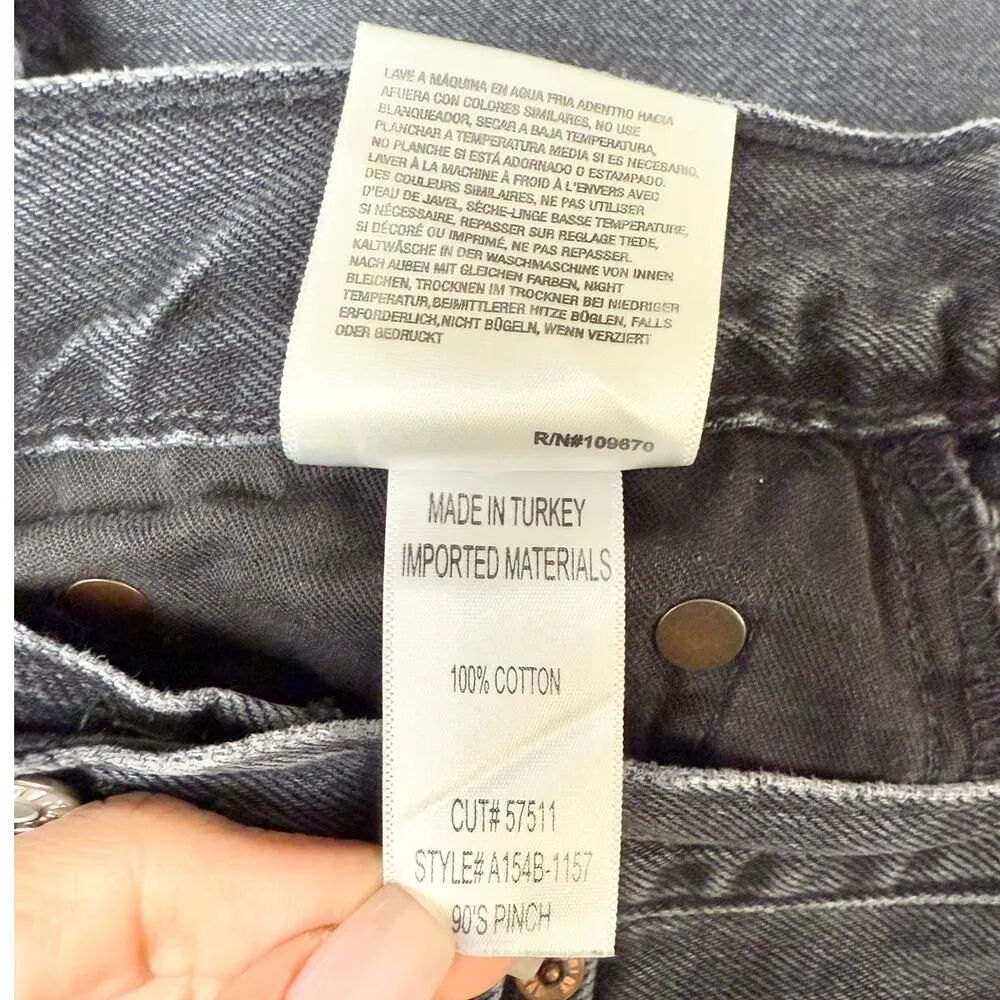 LAVE A MÁQUINA EN AGUA FRIA ADENTRO HACIA
AFUERA CON COLORES SIMILARES, NO USE
BLANQUEADOR, SECAR A BAJA TEMPERATURA,
PLANCHAR A TEMPERATURA MEDIA SI ES NECESARIO.
NO PLANCHE SI ESTÁ ADORNADO O ESTAMPADO.
LAVER À LA MACHINE À FROID À L'ENVERS AVEC
DES COULEURS SIMILAIRES, NE PAS UTILISER
D'EAU DE JAVEL, SÈCHE-LINGE BASSE TEMPERATURE,
SI NÉCESSAIRE, REPASSER SUR REGLAGE TIEDE,
SI DÉCORÉ OU IMPRIMÉ, NE PAS REPASSER.
KALTWÄSCHE IN DER WASCHMASCHINE VON INNEN
NACH AUBEN MIT GLEICHEN FARBEN, NIGHT
BLEICHEN, TROCKNEN IM TROCKNER BEI NIEDRIGER
TEMPERATUR,BEIMITTLERER HITZE BÜGLEN, FALLS
ERFORDERLICH,NICHT BÜGELN, WENN VERZIERT
ODER BEDRUCKT
R/N#109670
MADE IN TURKEY
IMPORTED MATERIALS
100% COTTON
CUT# 57511
STYLE# A154B-1157
90'S PINCH